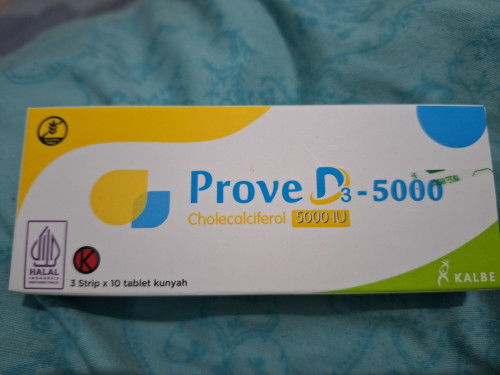 Prove D3-5000
Cholecalciferol 5000 IU
HALAL
INDONESIA
K
3 Strip x 10 tablet kunyah
KALBE